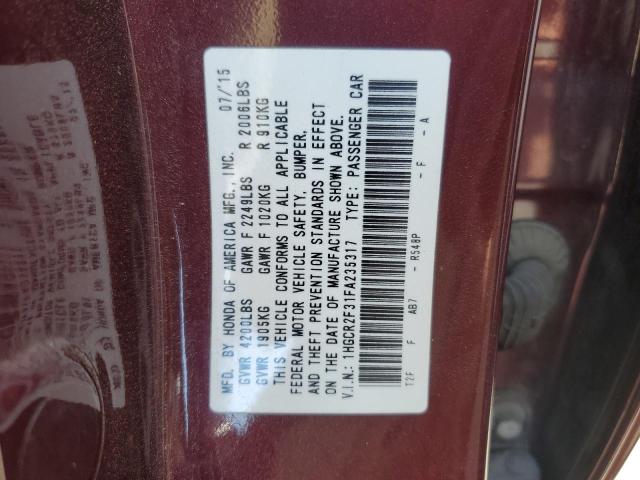 MFD. BY HONDA OF AMERICA MFG., INC. 07/'15
GVWR 4200LBS GAWR F 2249LBS R 2006LBS
GVWR 1905KG GAWR F 1020KG R 910KG
THIS VEHICLE CONFORMS TO ALL APPLICABLE
FEDERAL MOTOR VEHICLE SAFETY, BUMPER,
AND THEFT PREVENTION STANDARDS IN EFFECT
ON THE DATE OF MANUFACTURE SHOWN ABOVE.
V.I.N.: 1HGCR2F31FA235317 TYPE: PASSENGER CAR
T2F F AB7 - R548P - F - A